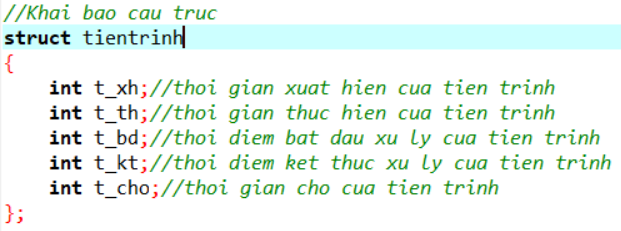 //Khai bao cau truc
struct tientrinh
{
int t_xh;//thoi gian xuat hien cua tien trinh
int t_th;//thoi gian thuc hien cua tien trinh
int t_bd;//thoi diem bat dau xu ly cua tien trinh
int t_kt;//thoi diem ket thuc xu ly cua tien trinh
int t_cho;//thoi gian cho cua tien trinh
};